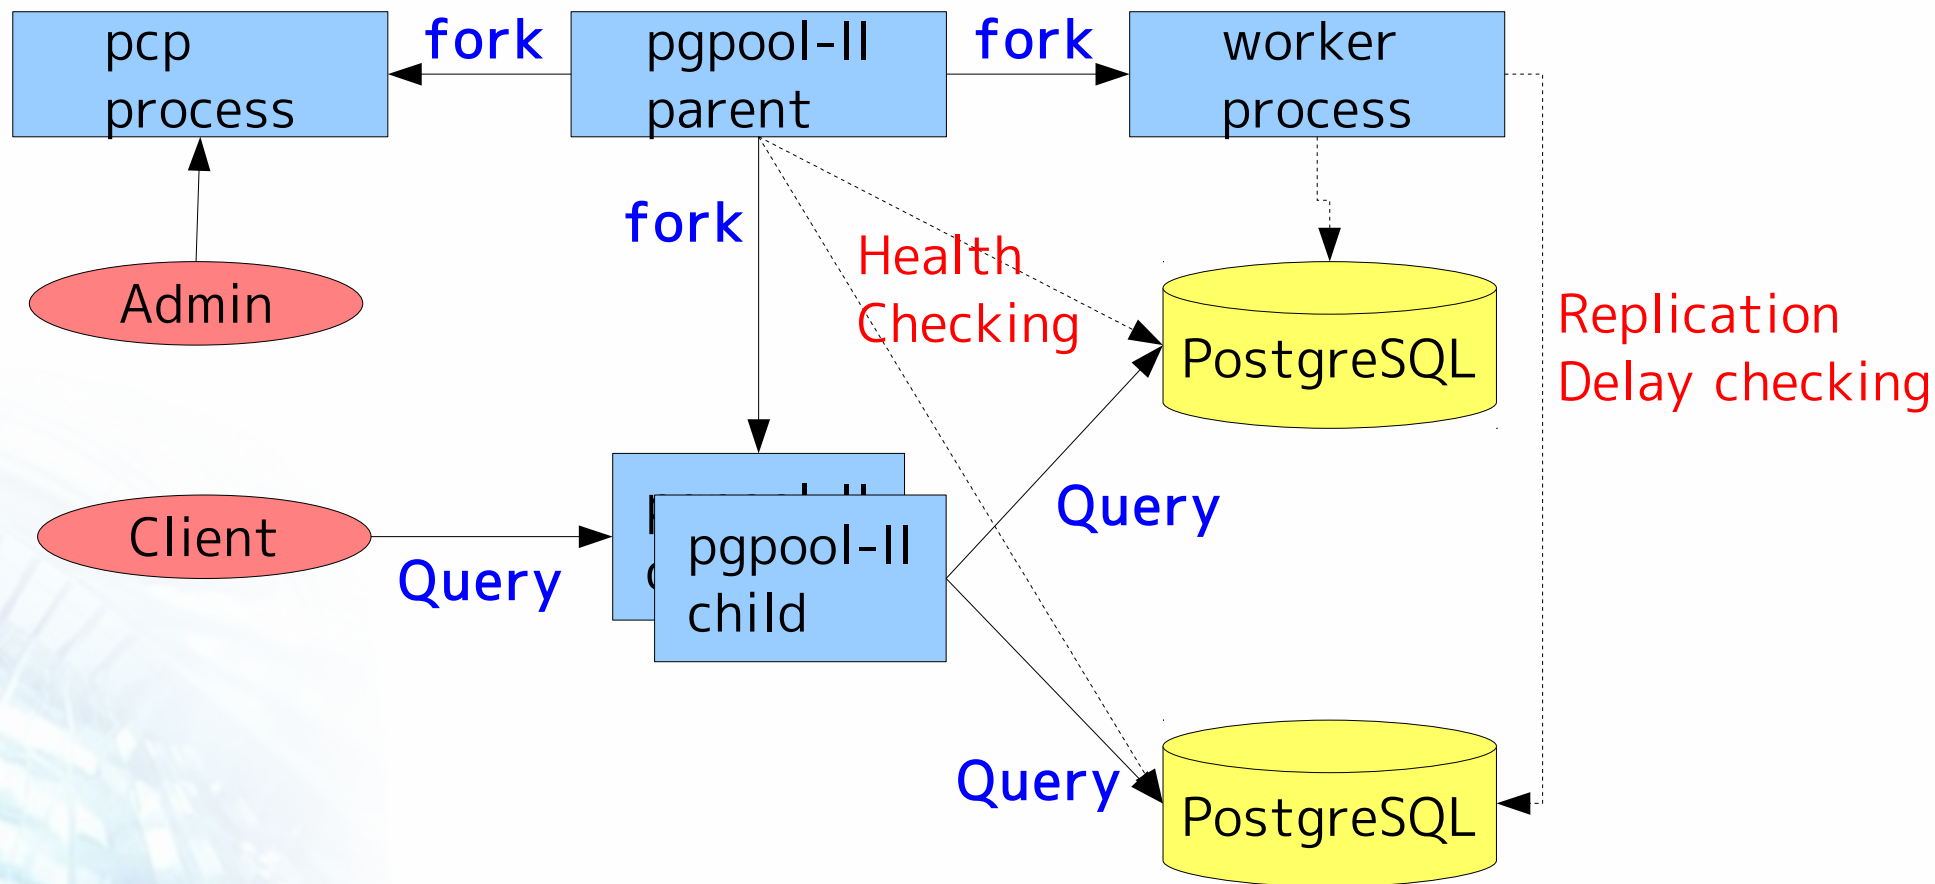 pcp
process
fork
pgpool-II
parent
fork
worker
process
fork
Health
Checking
Admin
PostgreSQL
Replication
Delay checking
Client
Query
pgpool-II
child
Query
Query
PostgreSQL